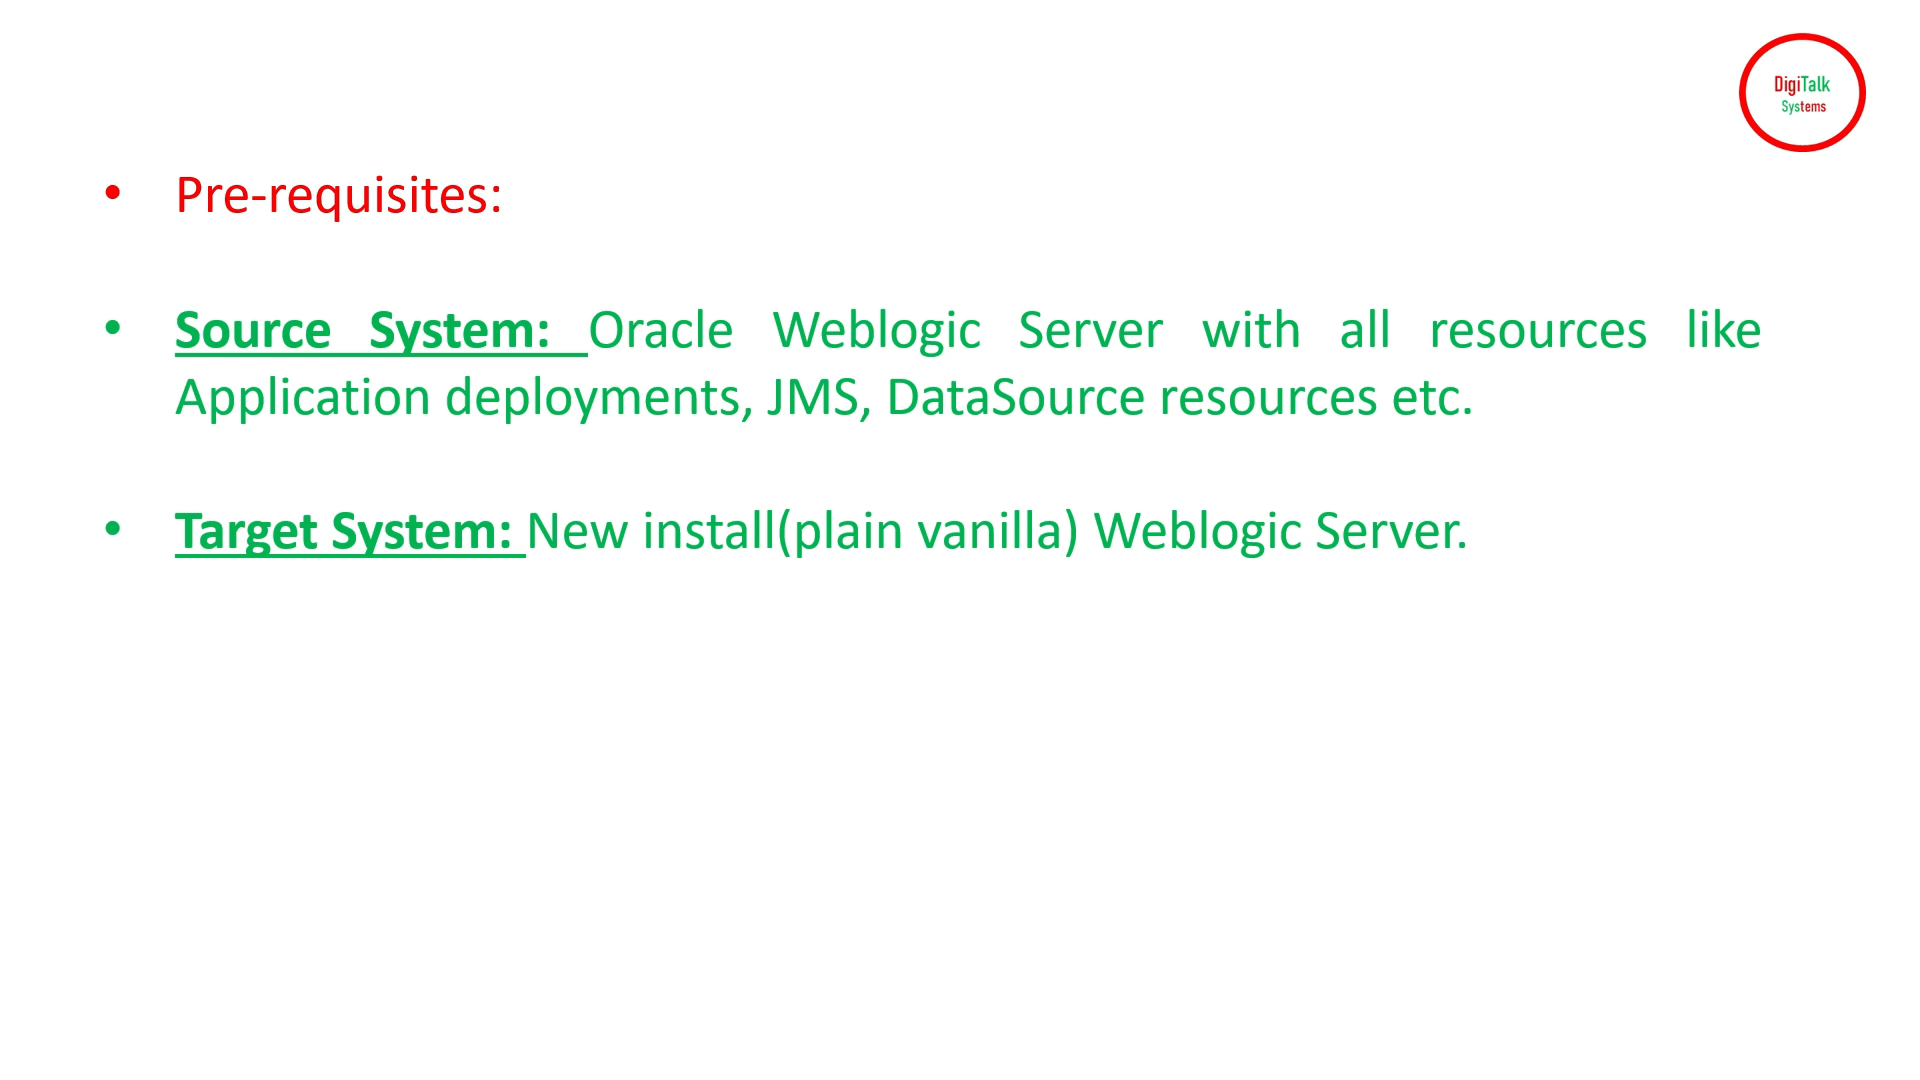 DigiTalk
Systems
• Pre-requisites:
• Source System: Oracle Weblogic Server with all resources like
Application deployments, JMS, DataSource resources etc.
• Target System: New install(plain vanilla) Weblogic Server.